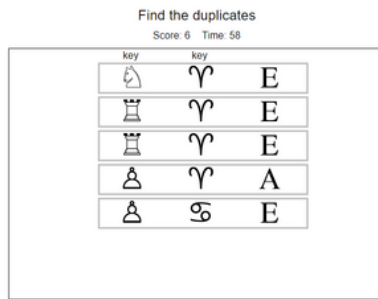 Find the duplicates
Score: 6 Time: 58
key key
♘ ♈ E
♖ ♈ E
♖ ♈ E
♙ ♈ A
♙ ♋ E